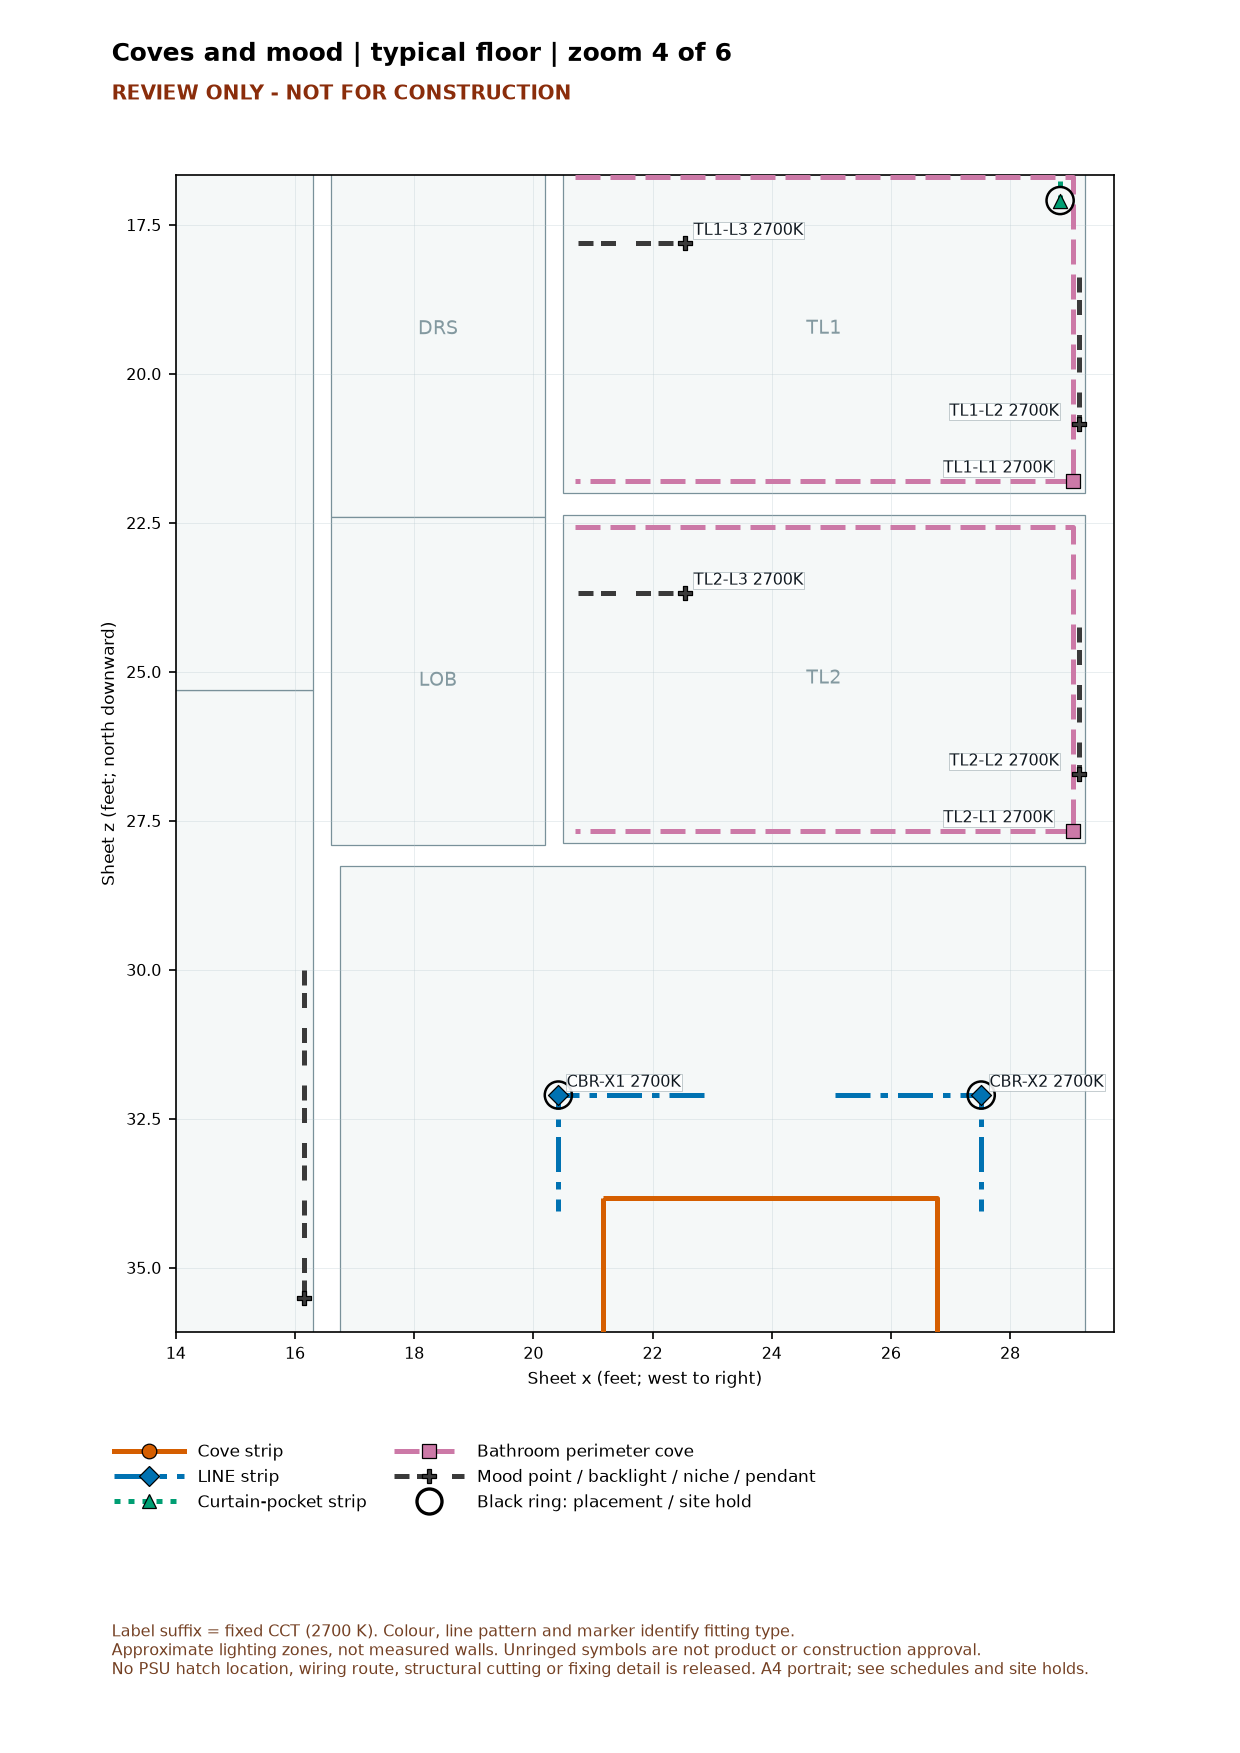 Coves and mood | typical floor | zoom 4 of 6
REVIEW ONLY - NOT FOR CONSTRUCTION
17.5
TL1-L3 2700K
DRS
TL1
20.0
TL1-L2 2700K
TL1-L1 2700K
22.5
TL2-L3 2700K
25.0
LOB
TL2
TL2-L2 2700K
27.5
TL2-L1 2700K
Sheet z (feet; north downward)
30.0
CBR-X1 2700K
CBR-X2 2700K
32.5
35.0
14 16 18 20 22 24 26 28
Sheet x (feet; west to right)
Cove strip
LINE strip
Curtain-pocket strip
Bathroom perimeter cove
Mood point / backlight / niche / pendant
Black ring: placement / site hold
Label suffix = fixed CCT (2700 K). Colour, line pattern and marker identify fitting type.
Approximate lighting zones, not measured walls. Unringed symbols are not product or construction approval.
No PSU hatch location, wiring route, structural cutting or fixing detail is released. A4 portrait; see schedules and site holds.